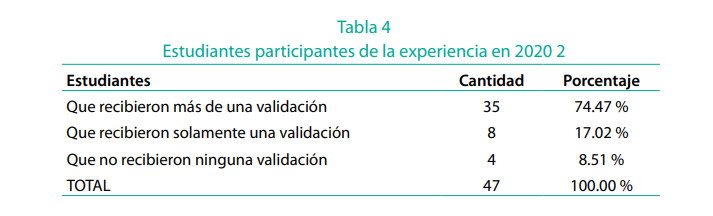 Tabla 4
Estudiantes participantes de la experiencia en 2020 2
Estudiantes Cantidad Porcentaje
Que recibieron más de una validación 35 74.47 %
Que recibieron solamente una validación 8 17.02 %
Que no recibieron ninguna validación 4 8.51 %
TOTAL 47 100.00 %